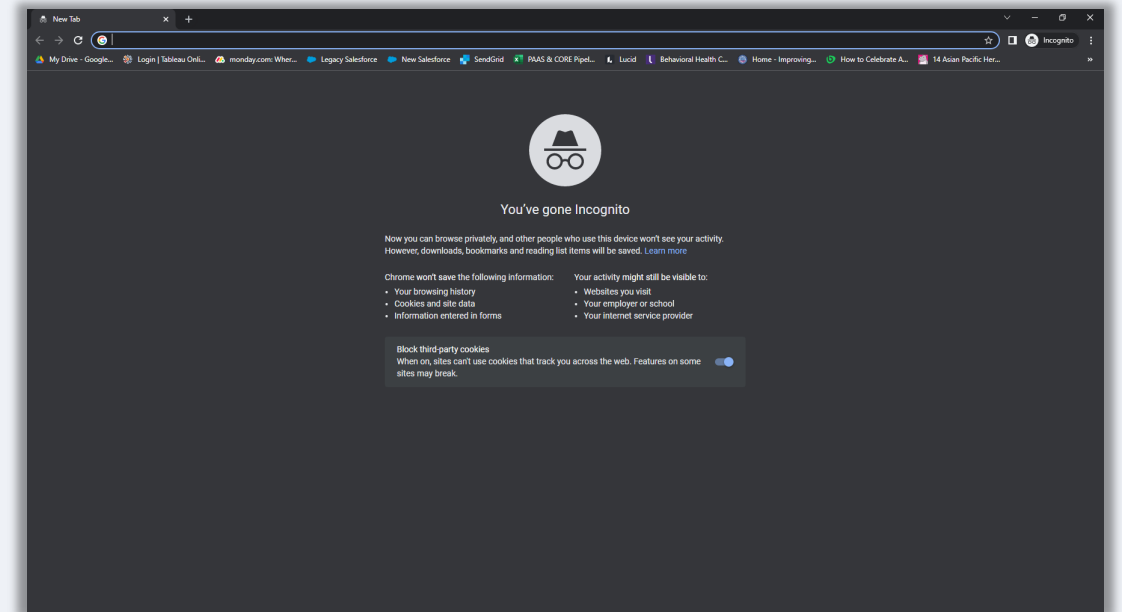 New Tab
Incognito
My Drive - Google... Login | Tableau Onli... monday.com: Wher... Legacy Salesforce New Salesforce SendGrid PAAS & CORE Pipel... Lucid Behavioral Health C... Home - Improving... How to Celebrate A... 14 Asian Pacific Her... »
You've gone Incognito
Now you can browse privately, and other people who use this device won't see your activity.
However, downloads, bookmarks and reading list items will be saved. Learn more
Chrome won't save the following information:
• Your browsing history
• Cookies and site data
• Information entered in forms
Your activity might still be visible to:
• Websites you visit
• Your employer or school
• Your internet service provider
Block third-party cookies
When on, sites can't use cookies that track you across the web. Features on some
sites may break.